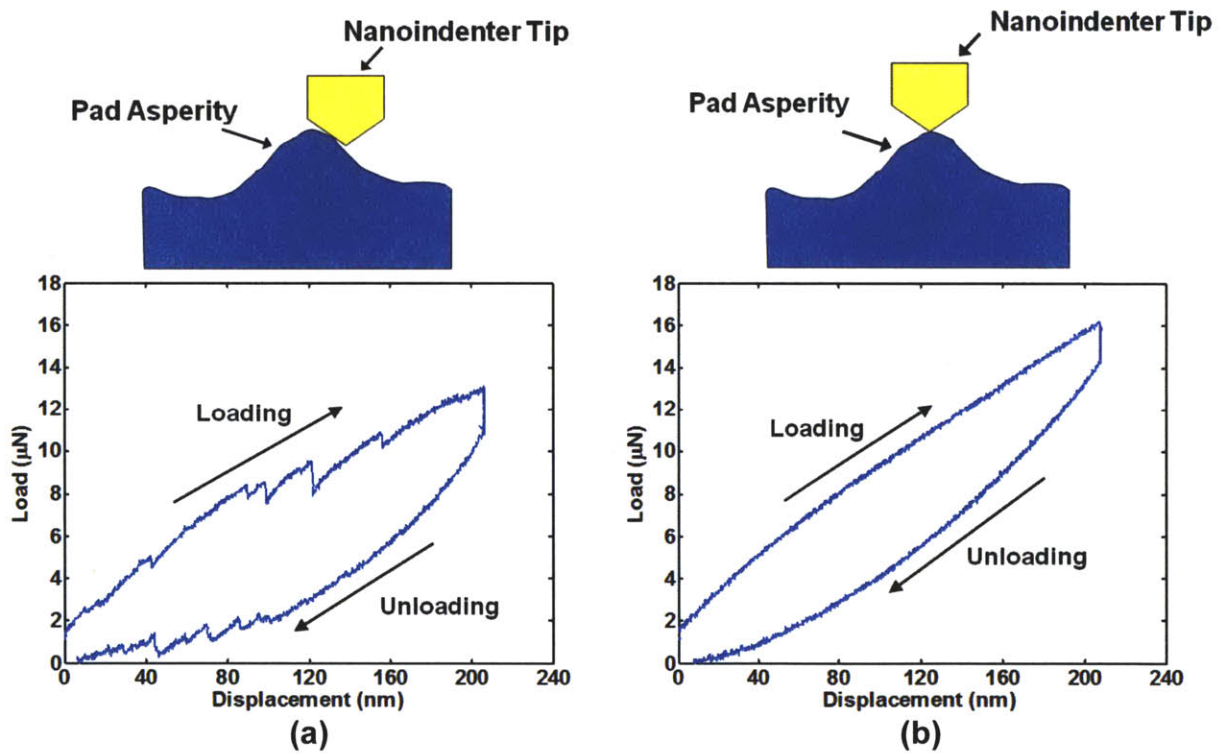 Nanoindenter Tip
Pad Asperity
18
16
14
12
10
8
6
4
2
0
Load (μN)
Loading
Unloading
0 40 80 120 160 200 240
Displacement (nm)
(a)
Nanoindenter Tip
Pad Asperity
18
16
14
12
10
8
6
4
2
0
Load (μN)
Loading
Unloading
0 40 80 120 160 200 240
Displacement (nm)
(b)